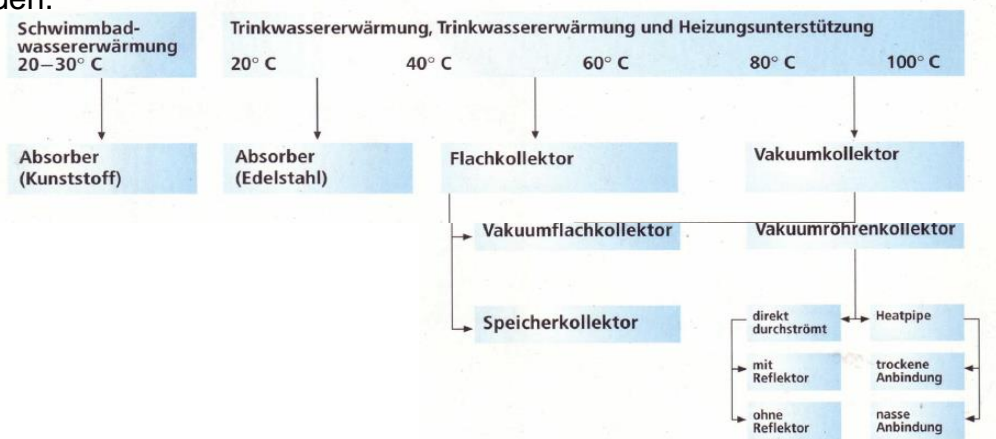 den.
Schwimmbad-
wassererwärmung
20–30° C
Trinkwassererwärmung, Trinkwassererwärmung und Heizungsunterstützung
20° C 40° C 60° C 80° C 100° C
Absorber
(Kunststoff)
Absorber
(Edelstahl)
Flachkollektor
Vakuumkollektor
Vakuumflachkollektor
Vakuumröhrenkollektor
Speicherkollektor
direkt
durchströmt
Heatpipe
mit
Reflektor
trockene
Anbindung
ohne
Reflektor
nasse
Anbindung